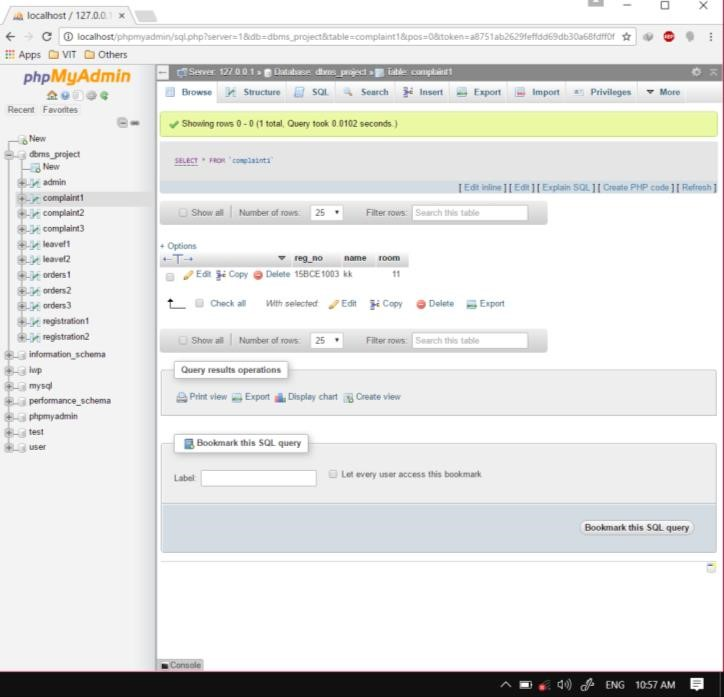 localhost / 127.0.0.1
localhost/phpmyadmin/sql.php?server=1&db=dbms_project&table=complaint1&pos=0&token=a8751ab2629feffdd69db30a68fdff0f
Apps VIT Others
phpMyAdmin
Recent Favorites
New
dbms_project
New
admin
complaint1
complaint2
complaint3
leavef1
leavef2
orders1
orders2
orders3
registration1
registration2
information_schema
iwp
mysql
performance_schema
phpmyadmin
test
user
Server: 127.0.0.1 » Database: dbms_project » Table: complaint1
Browse Structure SQL Search Insert Export Import Privileges More
Showing rows 0 - 0 (1 total, Query took 0.0102 seconds.)
SELECT * FROM `complaint1`
[ Edit inline ] [ Edit ] [ Explain SQL ] [ Create PHP code ] [ Refresh ]
Show all Number of rows: 25 Filter rows: Search this table
+ Options
←T→ reg_no name room
Edit Copy Delete 15BCE1003 kk 11
Check all With selected: Edit Copy Delete Export
Show all Number of rows: 25 Filter rows: Search this table
Query results operations
Print view Export Display chart Create view
Bookmark this SQL query
Label: Let every user access this bookmark
Bookmark this SQL query
Console
ENG 10:57 AM